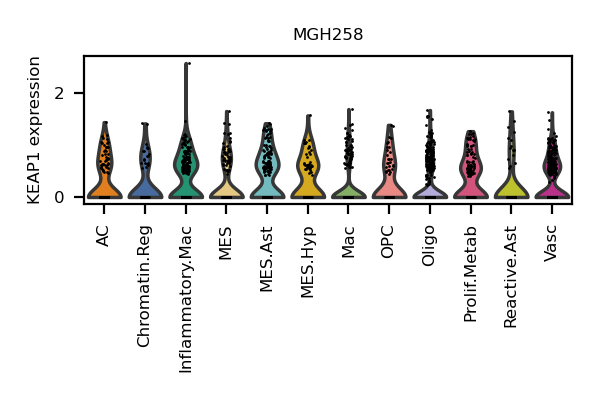 MGH258
KEAP1 expression
2
0
AC
Chromatin.Reg
Inflammatory.Mac
MES
MES.Ast
MES.Hyp
Mac
OPC
Oligo
Prolif.Metab
Reactive.Ast
Vasc